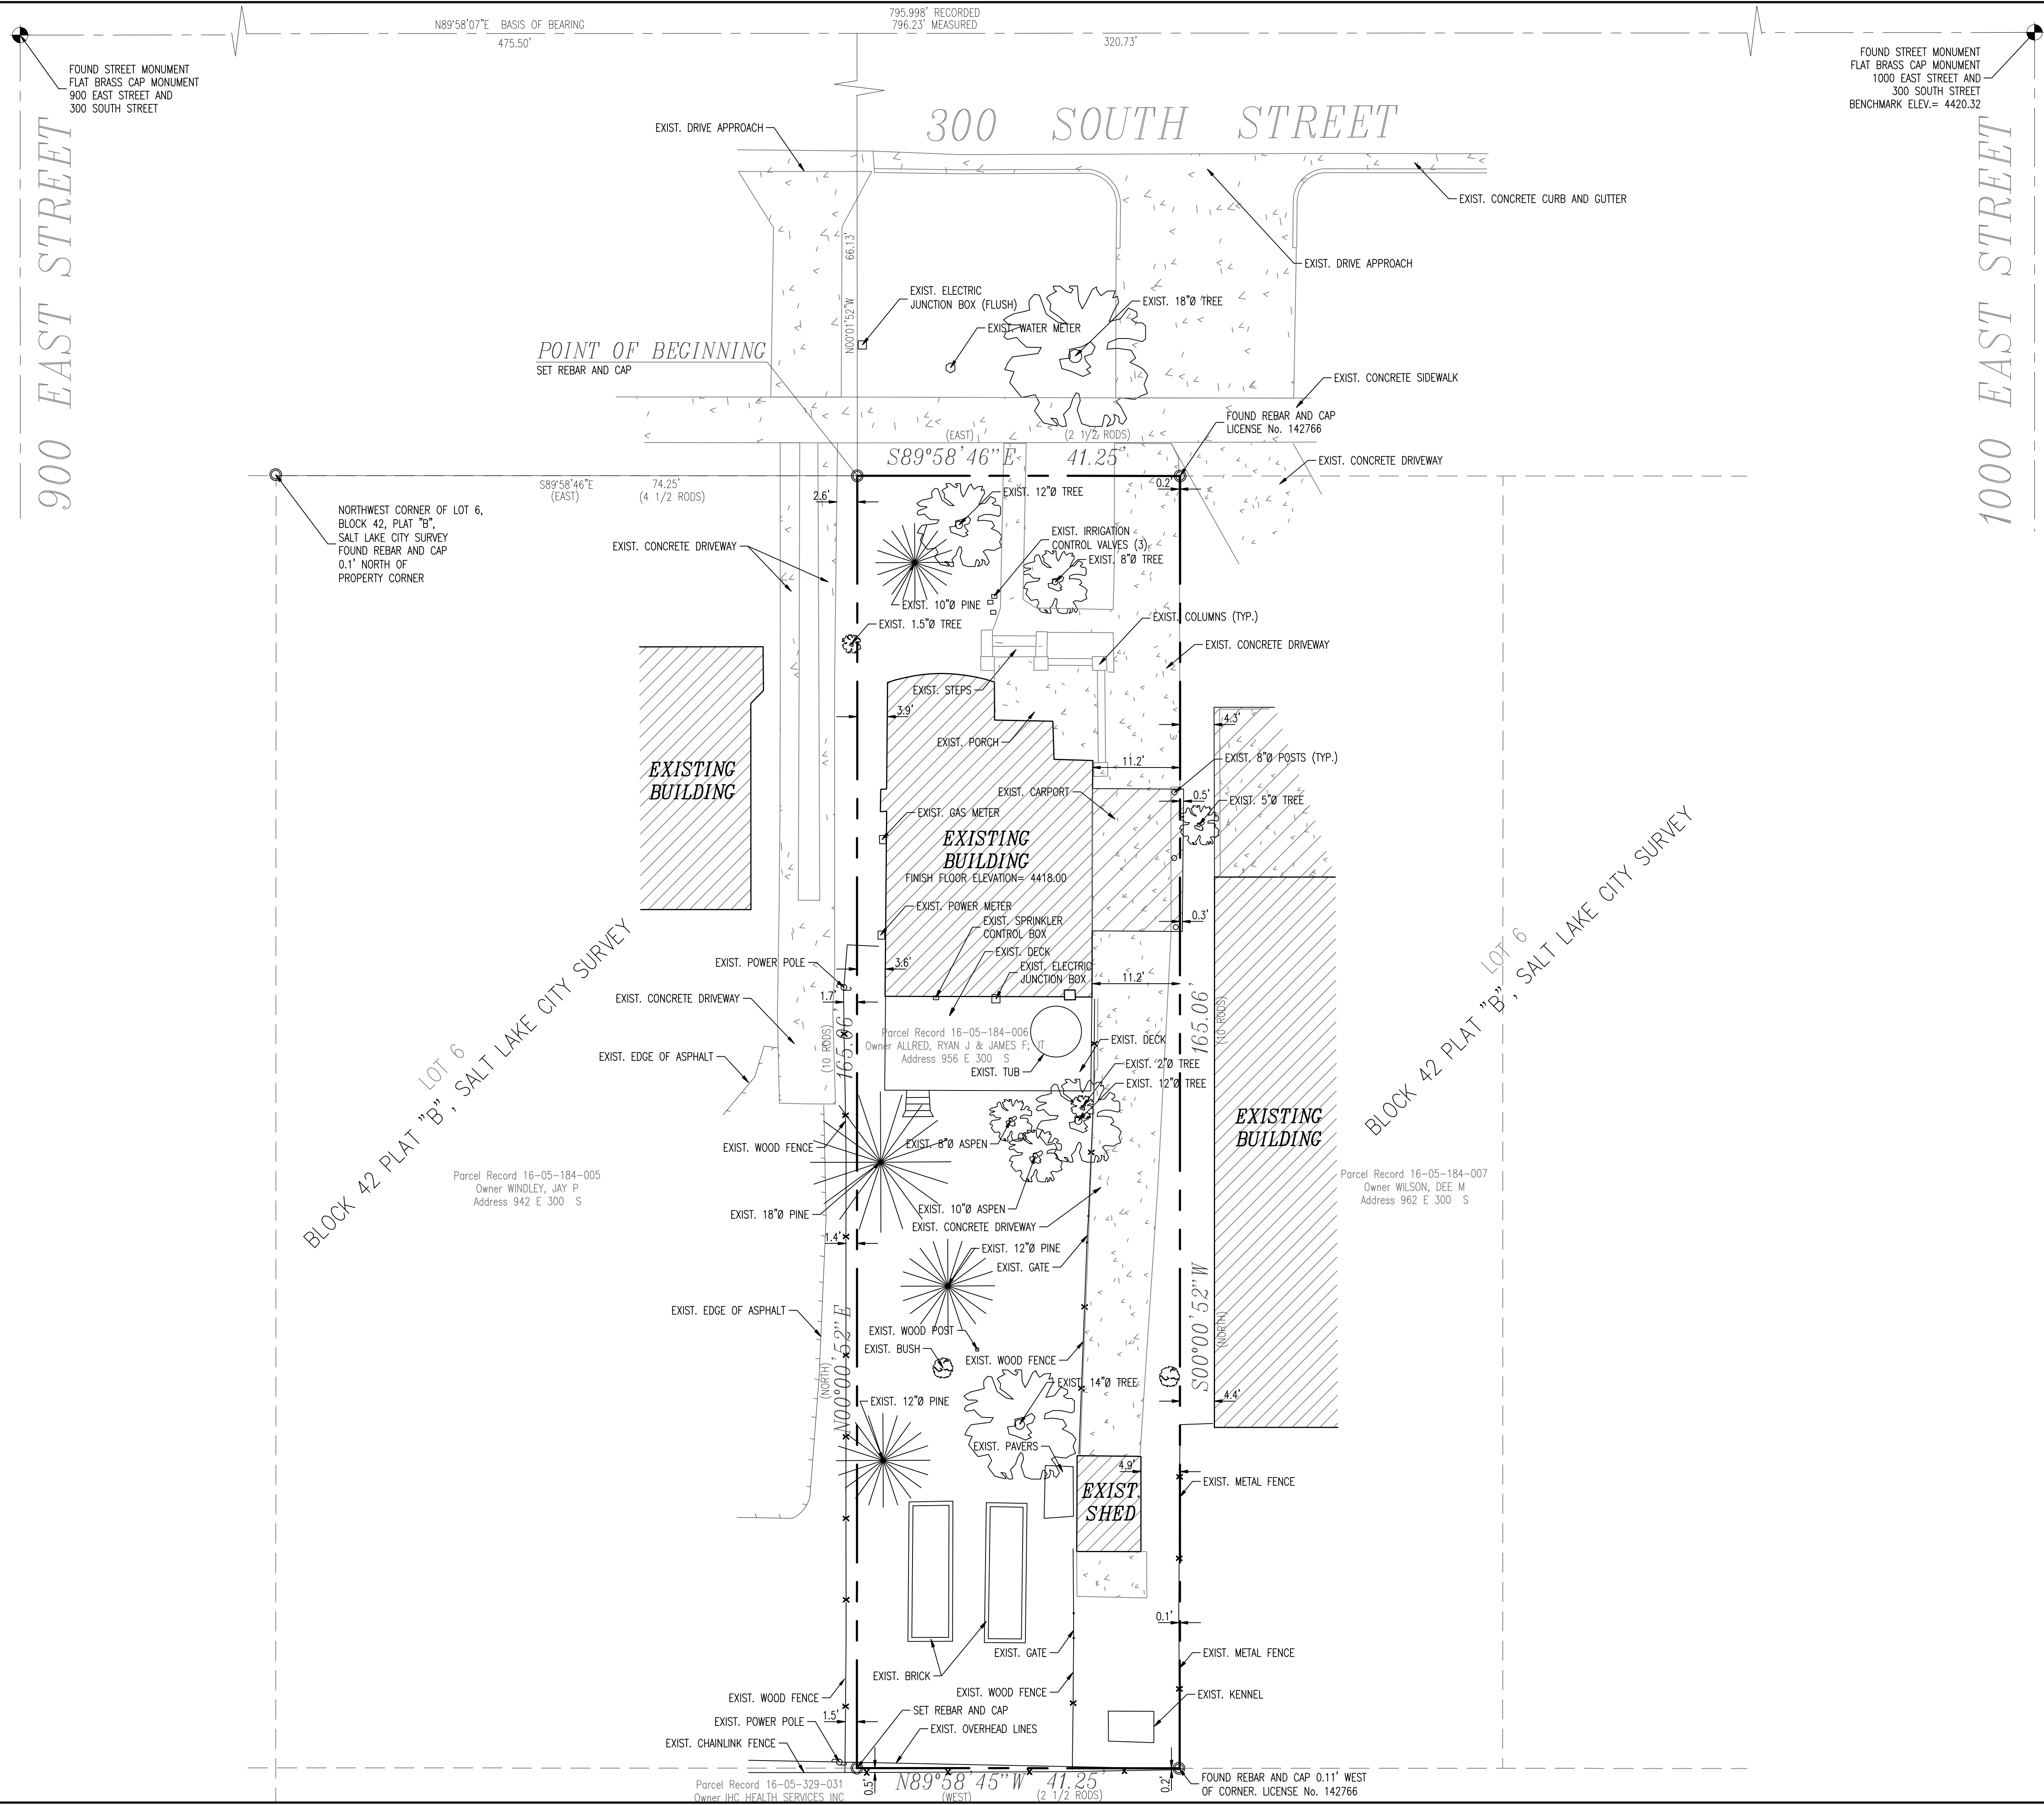 795.998' RECORDED
796.23' MEASURED
N89°58'07"E BASIS OF BEARING
475.50'
320.73'
FOUND STREET MONUMENT
FLAT BRASS CAP MONUMENT
900 EAST STREET AND
300 SOUTH STREET
FOUND STREET MONUMENT
FLAT BRASS CAP MONUMENT
1000 EAST STREET AND
300 SOUTH STREET
BENCHMARK ELEV.= 4420.32
900 EAST STREET
1000 EAST STREET
300 SOUTH STREET
EXIST. DRIVE APPROACH
EXIST. CONCRETE CURB AND GUTTER
EXIST. DRIVE APPROACH
N00°01'52"W 66.13'
EXIST. ELECTRIC
JUNCTION BOX (FLUSH)
EXIST. 18"Ø TREE
EXIST. WATER METER
POINT OF BEGINNING
SET REBAR AND CAP
EXIST. CONCRETE SIDEWALK
FOUND REBAR AND CAP
LICENSE No. 142766
(EAST) (2 1/2 RODS)
S89°58'46"E 41.25'
EXIST. CONCRETE DRIVEWAY
S89°58'46"E 74.25'
(EAST) (4 1/2 RODS)
2.6'
0.2'
NORTHWEST CORNER OF LOT 6,
BLOCK 42, PLAT "B",
SALT LAKE CITY SURVEY
FOUND REBAR AND CAP
0.1' NORTH OF
PROPERTY CORNER
EXIST. 12"Ø TREE
EXIST. IRRIGATION
CONTROL VALVES (3)
EXIST. 8"Ø TREE
EXIST. CONCRETE DRIVEWAY
EXIST. 10"Ø PINE
EXIST. 1.5"Ø TREE
EXIST. COLUMNS (TYP.)
EXIST. CONCRETE DRIVEWAY
EXIST. STEPS
3.9'
4.3'
EXIST. PORCH
EXISTING
BUILDING
11.2'
EXIST. 8"Ø POSTS (TYP.)
EXIST. CARPORT
0.5'
EXIST. 5"Ø TREE
EXIST. GAS METER
EXISTING
BUILDING
FINISH FLOOR ELEVATION= 4418.00
EXIST. POWER METER
EXIST. SPRINKLER
CONTROL BOX
0.3'
EXIST. DECK
EXIST. POWER POLE
3.6'
EXIST. ELECTRIC
JUNCTION BOX
11.2'
EXIST. CONCRETE DRIVEWAY
1.7'
165.06'
(10 RODS)
165.06'
(10 RODS)
Parcel Record 16-05-184-006
Owner ALLRED, RYAN J & JAMES F; JT
Address 956 E 300 S
EXIST. DECK
EXIST. EDGE OF ASPHALT
EXIST. TUB
EXIST. 2"Ø TREE
EXIST. 12"Ø TREE
LOT 6
BLOCK 42 PLAT "B", SALT LAKE CITY SURVEY
LOT 6
BLOCK 42 PLAT "B", SALT LAKE CITY SURVEY
EXISTING
BUILDING
EXIST. WOOD FENCE
EXIST. 8"Ø ASPEN
Parcel Record 16-05-184-005
Owner WINDLEY, JAY P
Address 942 E 300 S
Parcel Record 16-05-184-007
Owner WILSON, DEE M
Address 962 E 300 S
EXIST. 18"Ø PINE
EXIST. 10"Ø ASPEN
EXIST. CONCRETE DRIVEWAY
1.4'
EXIST. 12"Ø PINE
EXIST. GATE
EXIST. EDGE OF ASPHALT
N00°00'52"E
(NORTH)
S00°00'52"W
(NORTH)
EXIST. WOOD POST
EXIST. BUSH
EXIST. WOOD FENCE
EXIST. 14"Ø TREE
4.4'
EXIST. 12"Ø PINE
EXIST. PAVERS
4.9'
EXIST. METAL FENCE
EXIST.
SHED
0.1'
EXIST. GATE
EXIST. METAL FENCE
EXIST. BRICK
EXIST. WOOD FENCE
EXIST. WOOD FENCE
EXIST. KENNEL
1.5'
SET REBAR AND CAP
EXIST. POWER POLE
EXIST. OVERHEAD LINES
EXIST. CHAINLINK FENCE
0.5'
N89°58'45"W 41.25'
(WEST) (2 1/2 RODS)
0.2'
FOUND REBAR AND CAP 0.11' WEST
OF CORNER. LICENSE No. 142766
Parcel Record 16-05-329-031
Owner IHC HEALTH SERVICES INC